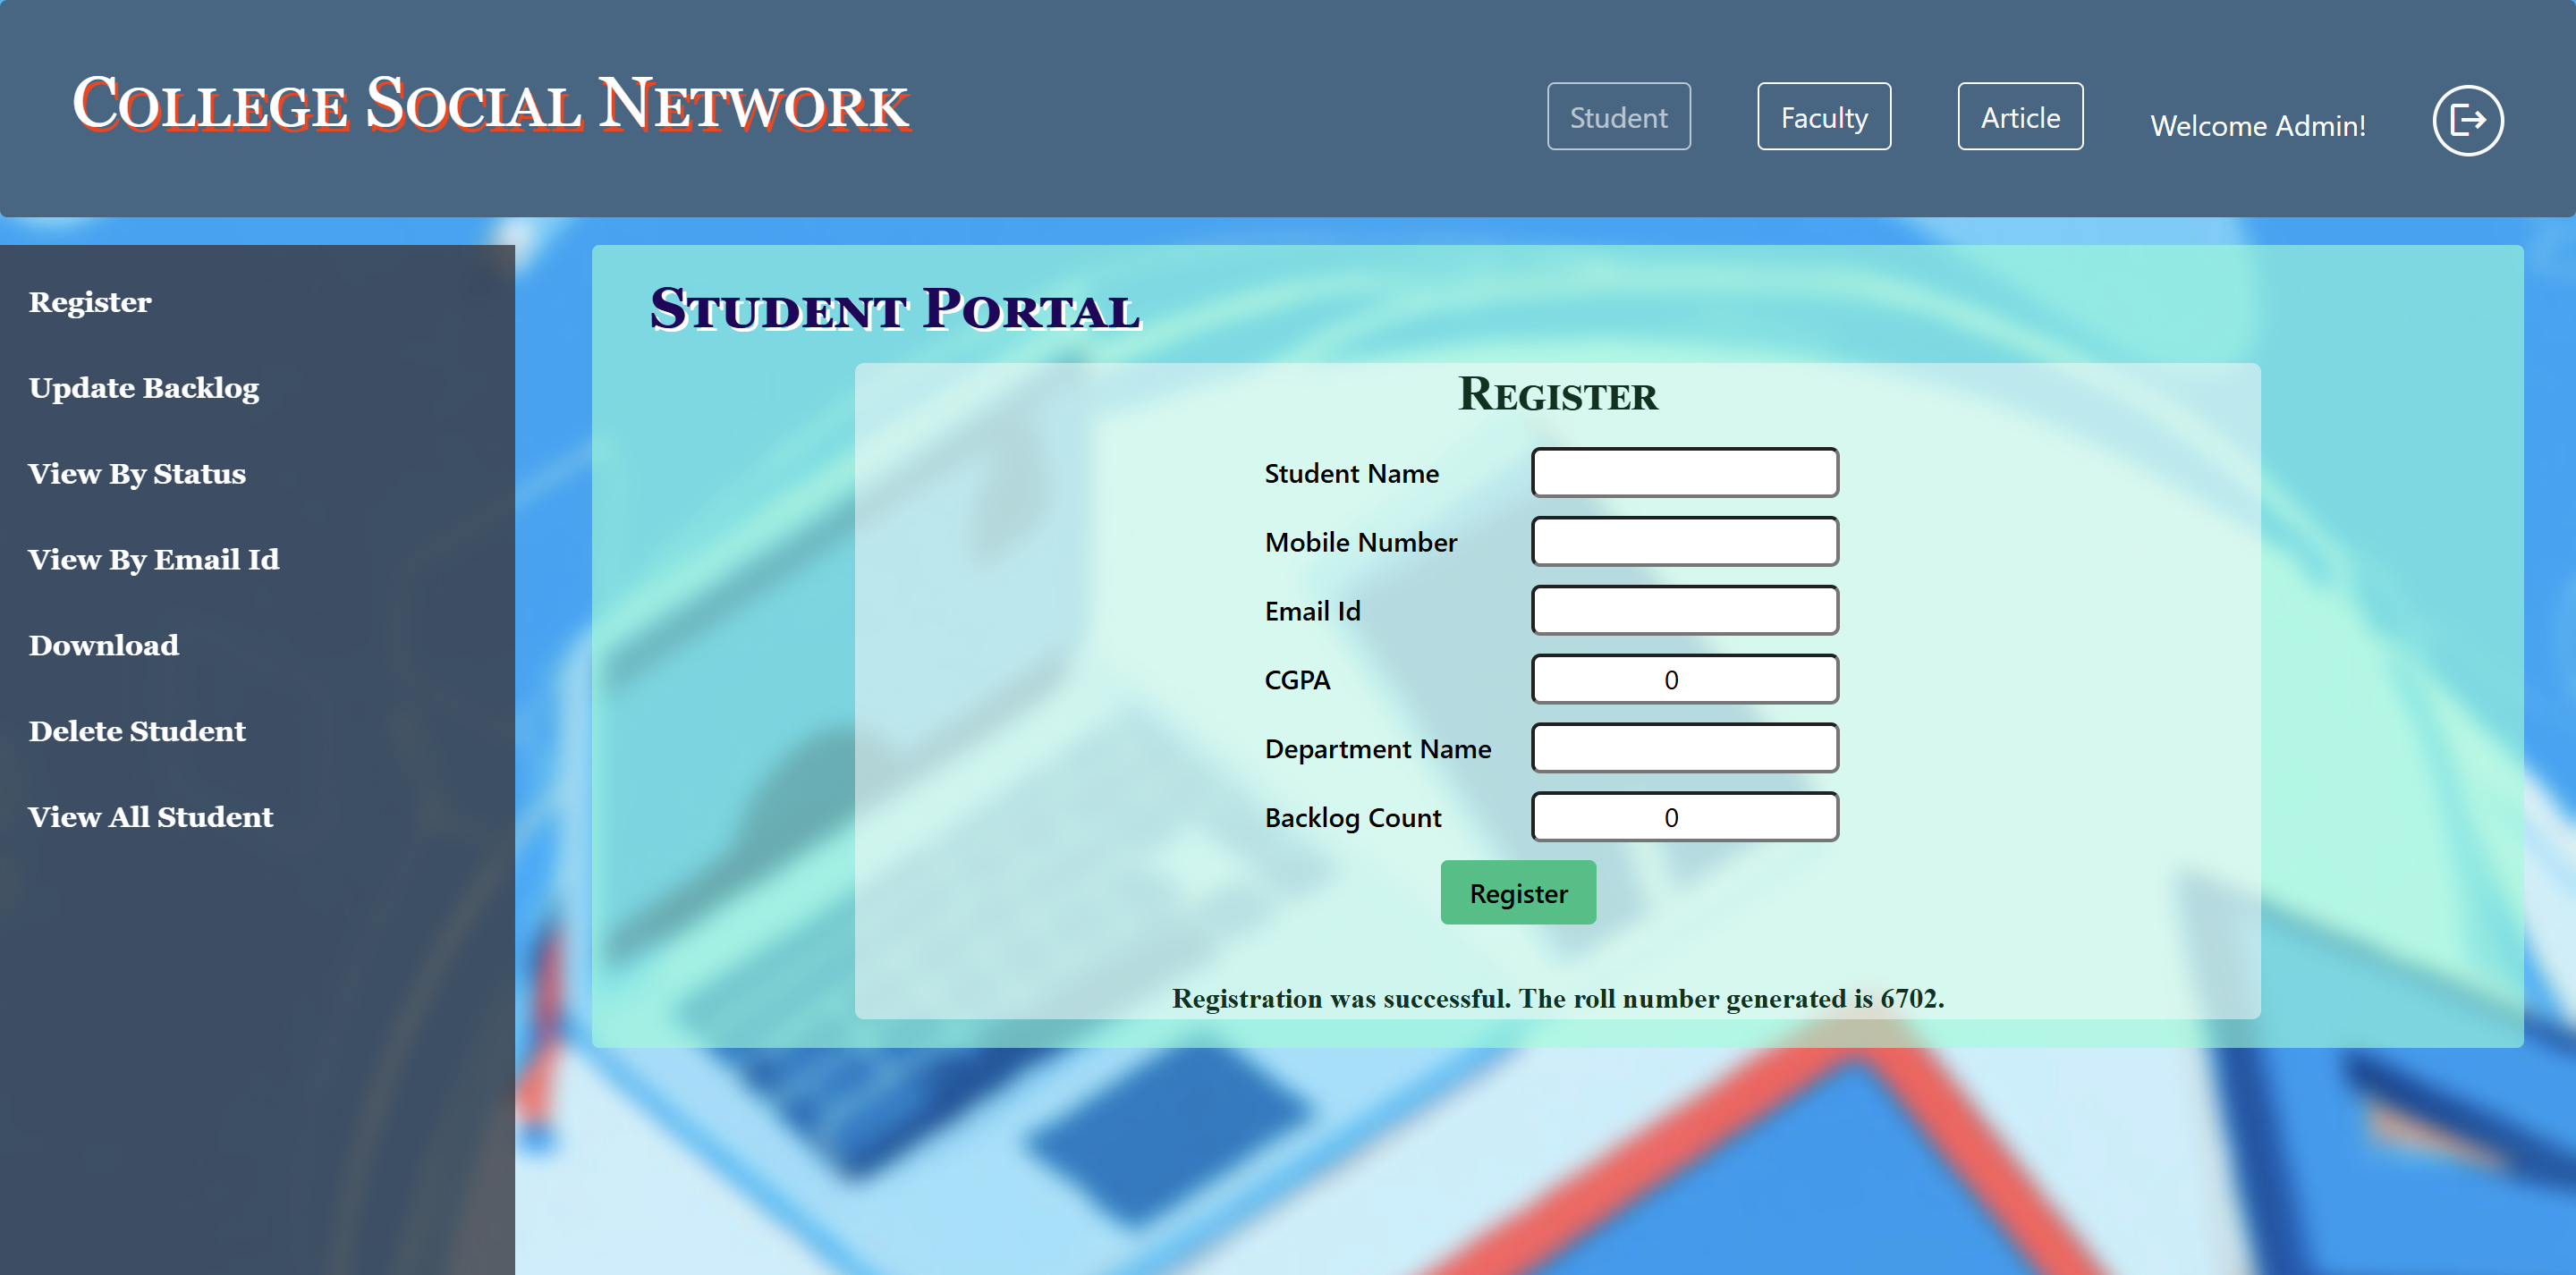 College Social Network
Student
Faculty
Article
Welcome Admin!
Register
Update Backlog
View By Status
View By Email Id
Download
Delete Student
View All Student
Student Portal
Register
Student Name
Mobile Number
Email Id
CGPA 0
Department Name
Backlog Count 0
Register
Registration was successful. The roll number generated is 6702.